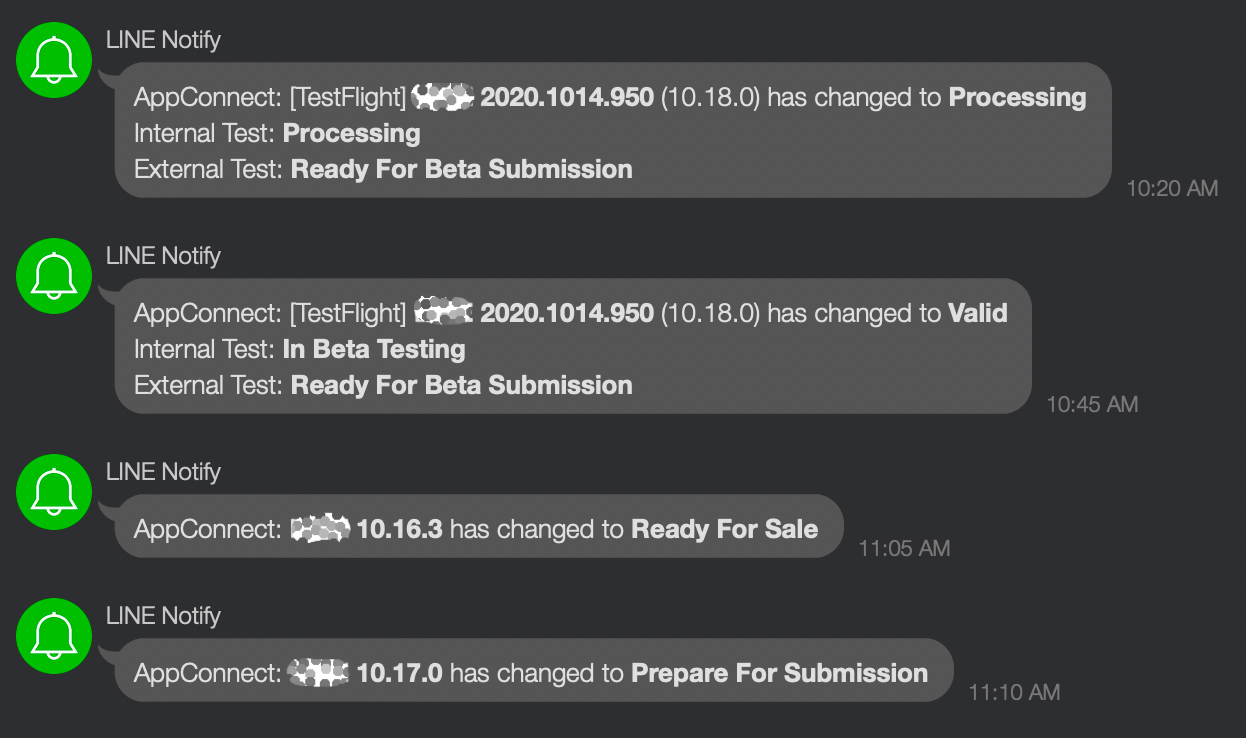 LINE Notify
AppConnect: [TestFlight] 2020.1014.950 (10.18.0) has changed to Processing
Internal Test: Processing
External Test: Ready For Beta Submission
10:20 AM
LINE Notify
AppConnect: [TestFlight] 2020.1014.950 (10.18.0) has changed to Valid
Internal Test: In Beta Testing
External Test: Ready For Beta Submission
10:45 AM
LINE Notify
AppConnect: 10.16.3 has changed to Ready For Sale
11:05 AM
LINE Notify
AppConnect: 10.17.0 has changed to Prepare For Submission
11:10 AM